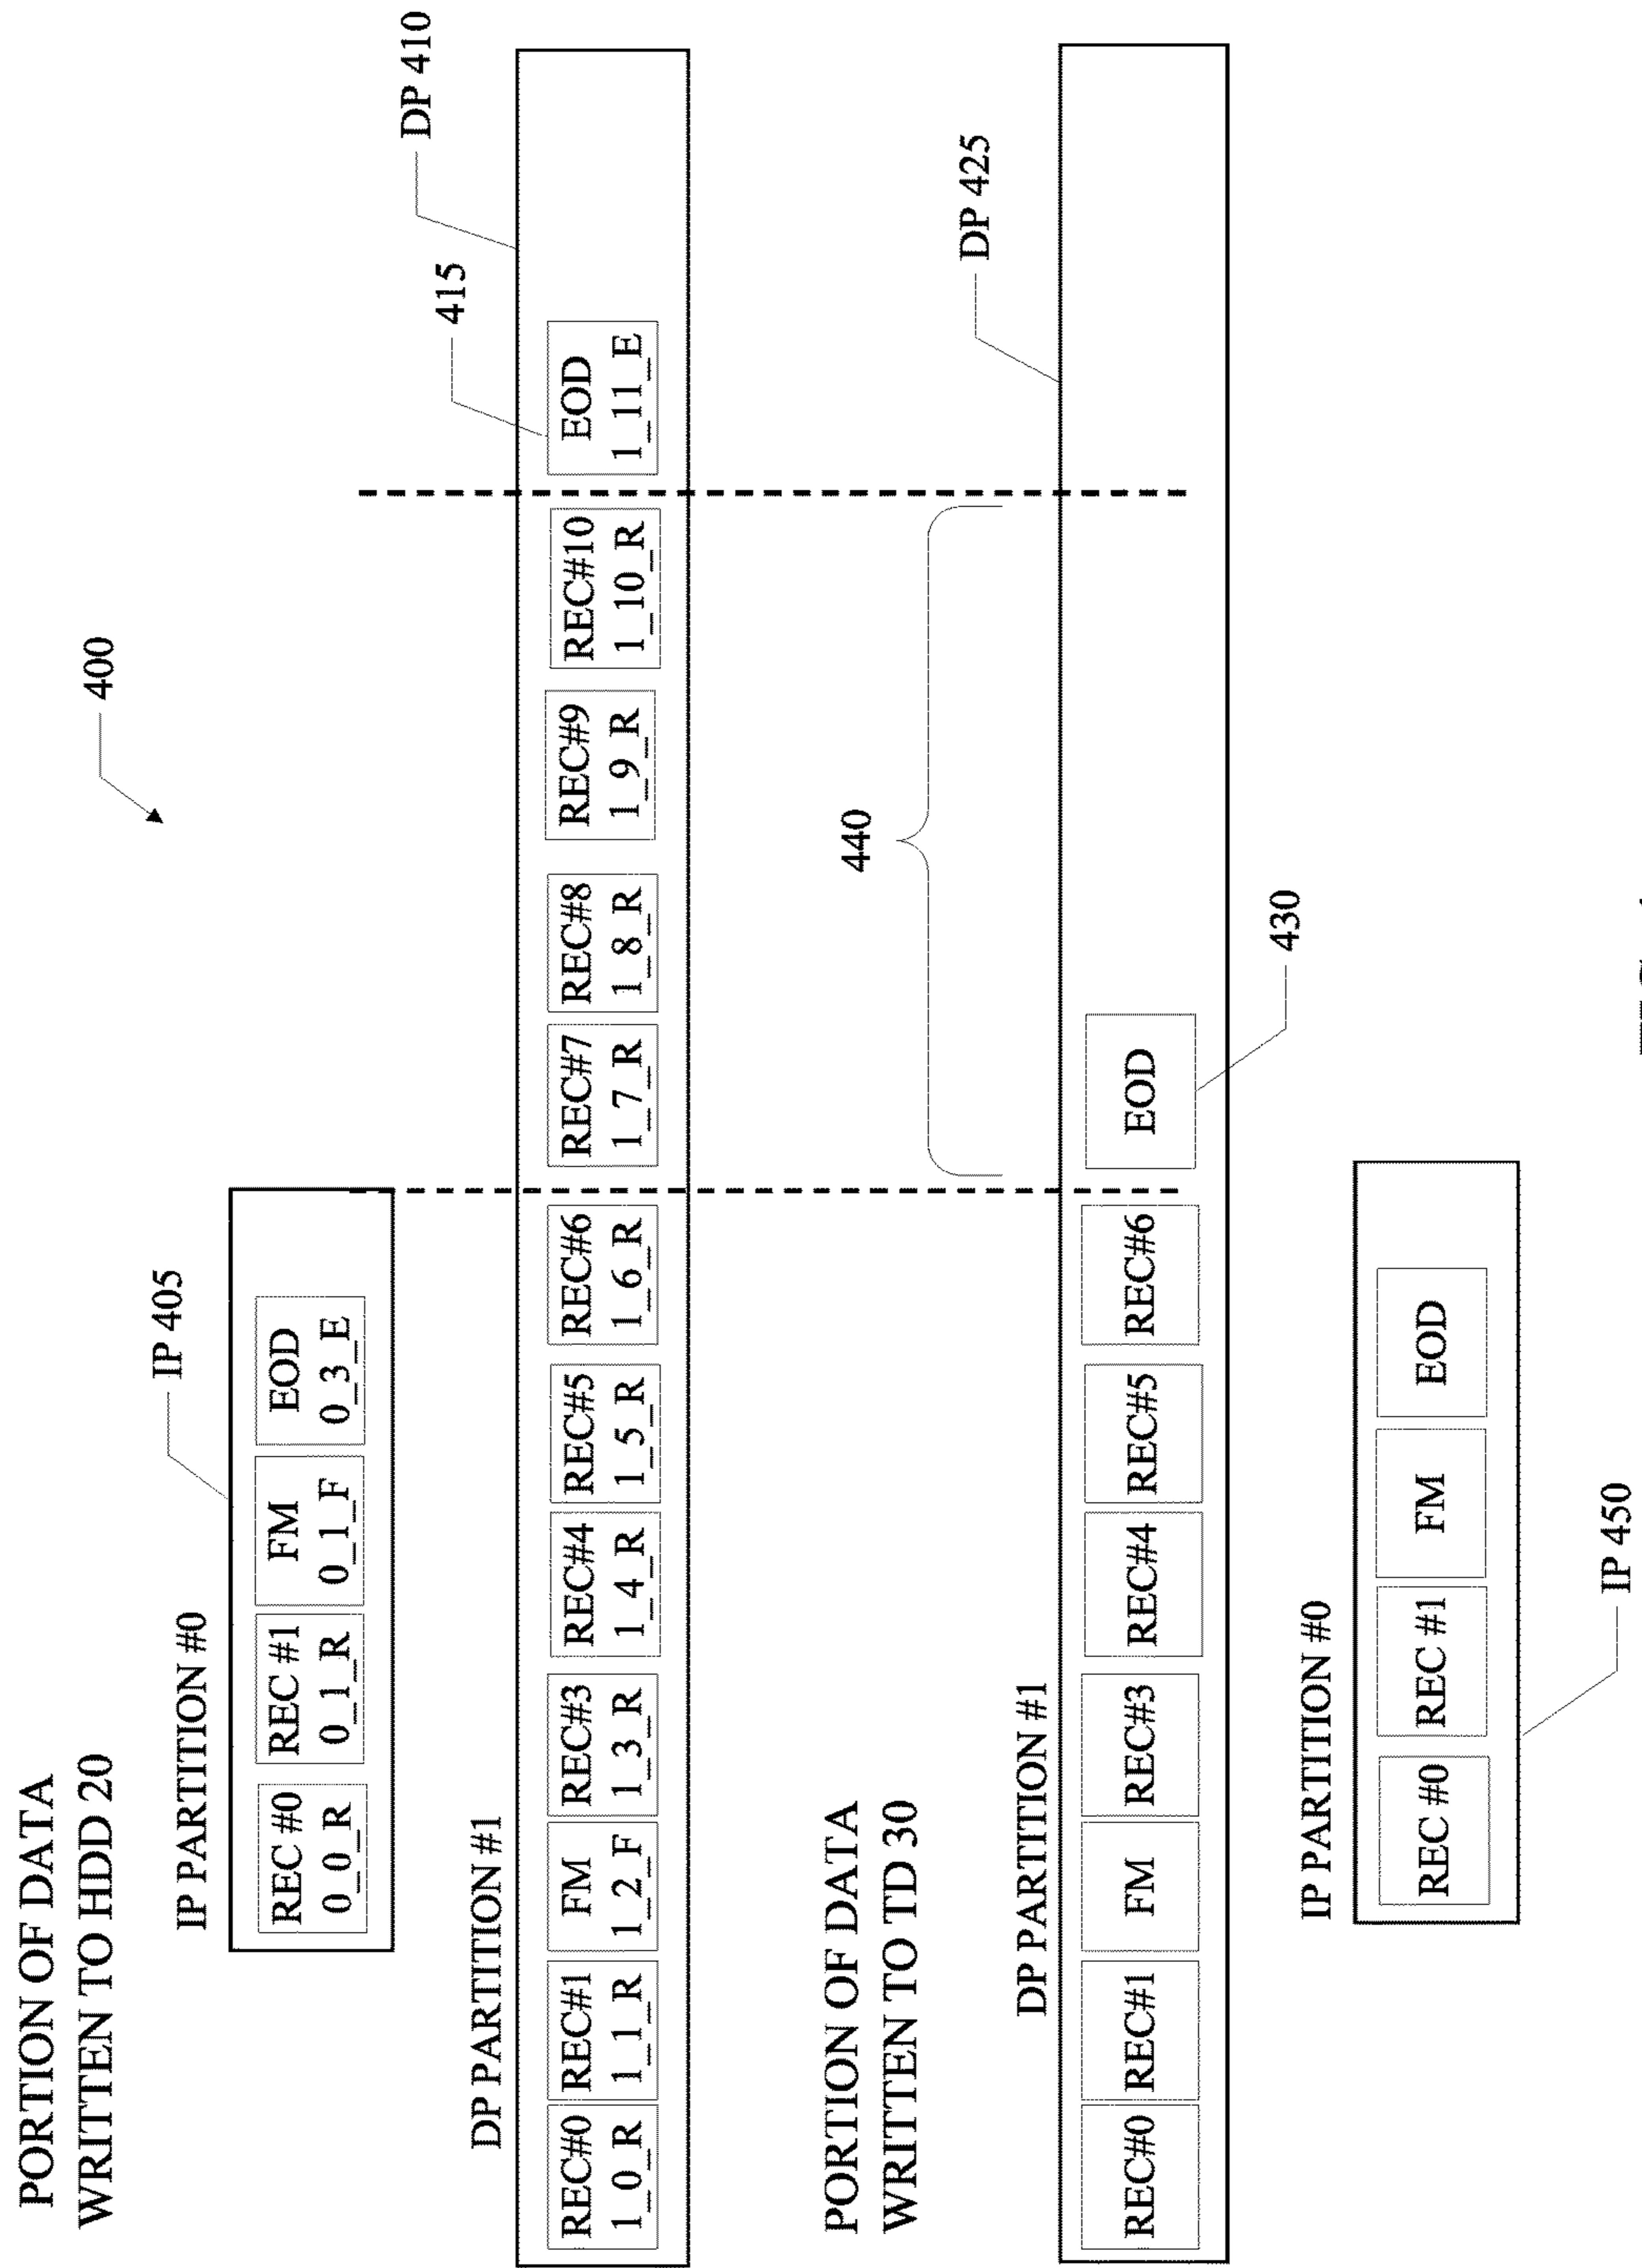 400
PORTION OF DATA
WRITTEN TO HDD 20
IP PARTITION #0
IP 405
REC #0
0_0_R
REC #1
0_1_R
FM
0_1_F
EOD
0_3_E
DP PARTITION #1
415
DP 410
REC#0
1_0_R
REC#1
1_1_R
FM
1_2_F
REC#3
1_3_R
REC#4
1_4_R
REC#5
1_5_R
REC#6
1_6_R
REC#7
1_7_R
REC#8
1_8_R
REC#9
1_9_R
REC#10
1_10_R
EOD
1_11_E
PORTION OF DATA
WRITTEN TO TD 30
440
DP PARTITION #1
DP 425
REC#0
REC#1
FM
REC#3
REC#4
REC#5
REC#6
EOD
430
IP PARTITION #0
REC #0
REC #1
FM
EOD
IP 450